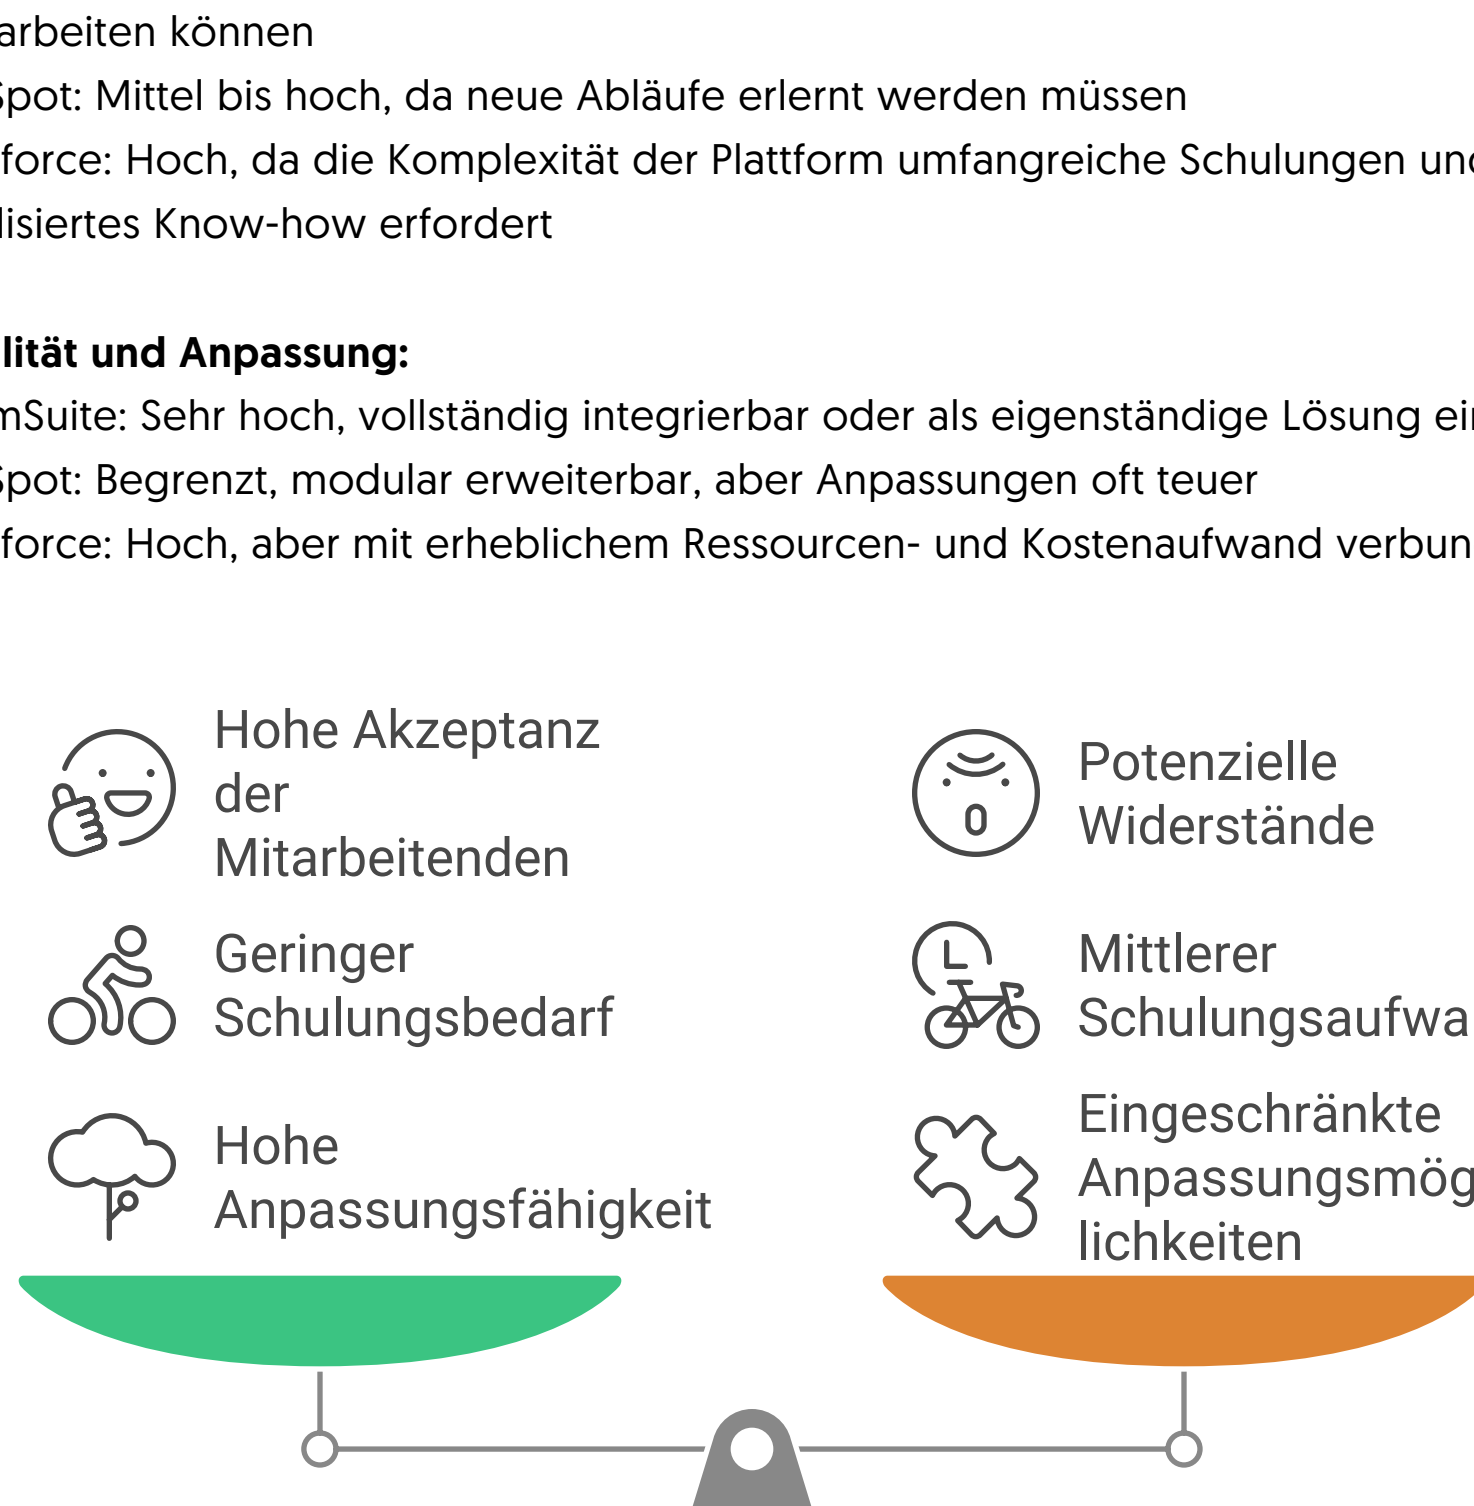 arbeiten können
Spot: Mittel bis hoch, da neue Abläufe erlernt werden müssen
force: Hoch, da die Komplexität der Plattform umfangreiche Schulungen und
lisiertes Know-how erfordert
lität und Anpassung:
mSuite: Sehr hoch, vollständig integrierbar oder als eigenständige Lösung ein
Spot: Begrenzt, modular erweiterbar, aber Anpassungen oft teuer
force: Hoch, aber mit erheblichem Ressourcen- und Kostenaufwand verbun
Hohe Akzeptanz
der
Mitarbeitenden
Geringer
Schulungsbedarf
Hohe
Anpassungsfähigkeit
Potenzielle
Widerstände
Mittlerer
Schulungsaufwa
Eingeschränkte
Anpassungsmög
lichkeiten